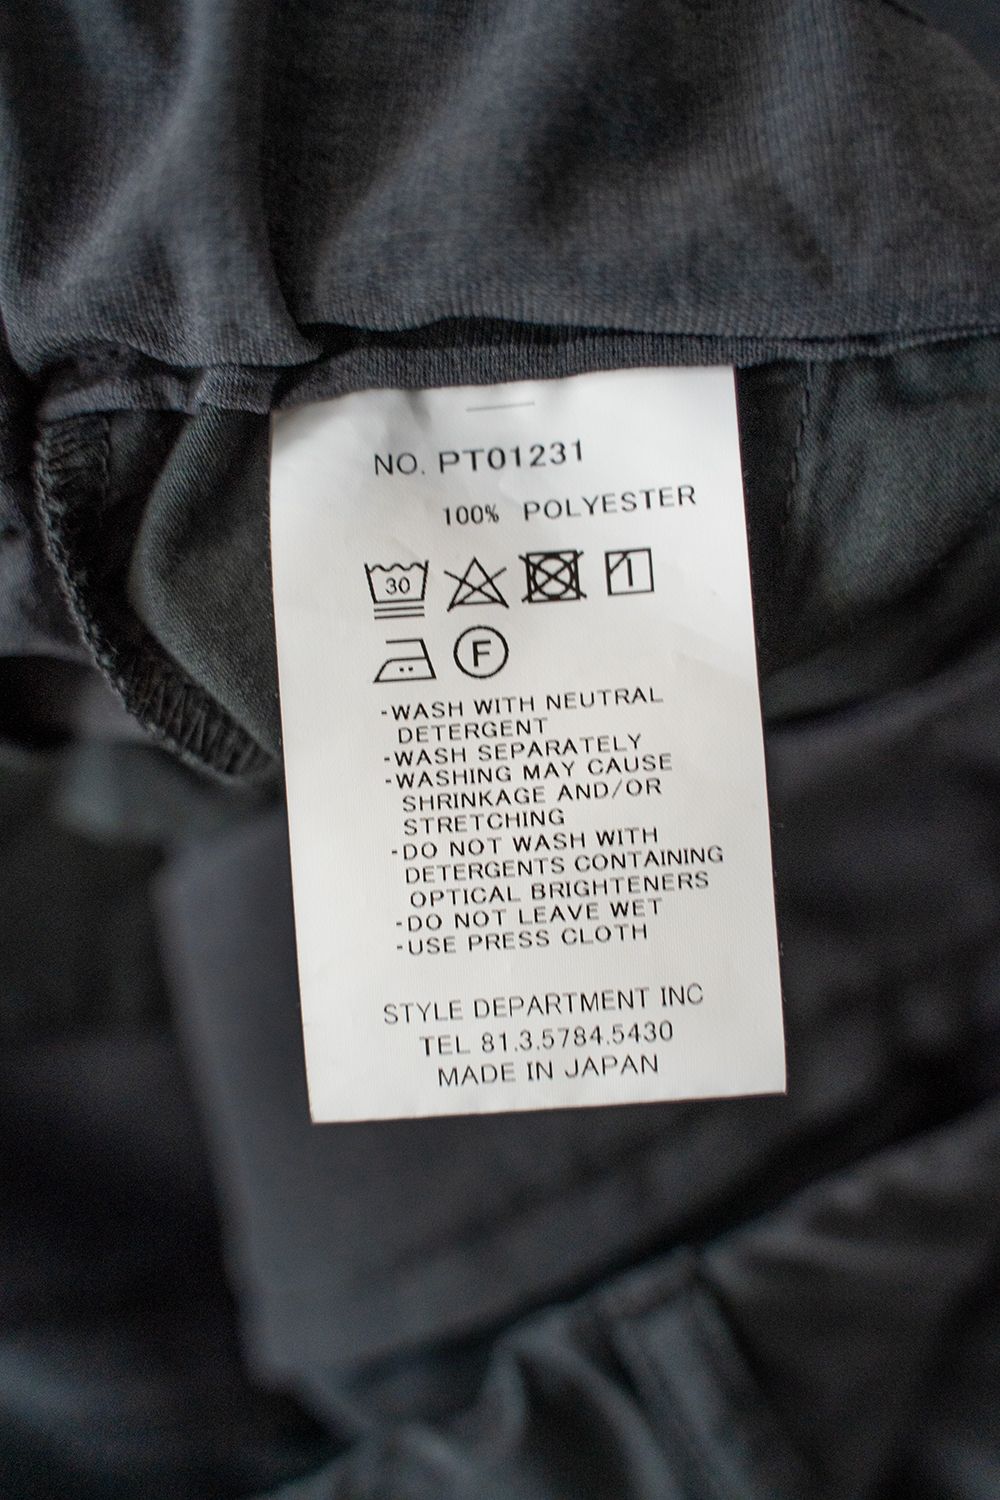 NO. PT01231
100% POLYESTER
30
F
-WASH WITH NEUTRAL
DETERGENT
-WASH SEPARATELY
-WASHING MAY CAUSE
SHRINKAGE AND/OR
STRETCHING
-DO NOT WASH WITH
DETERGENTS CONTAINING
OPTICAL BRIGHTENERS
-DO NOT LEAVE WET
-USE PRESS CLOTH
STYLE DEPARTMENT INC
TEL 81.3.5784.5430
MADE IN JAPAN